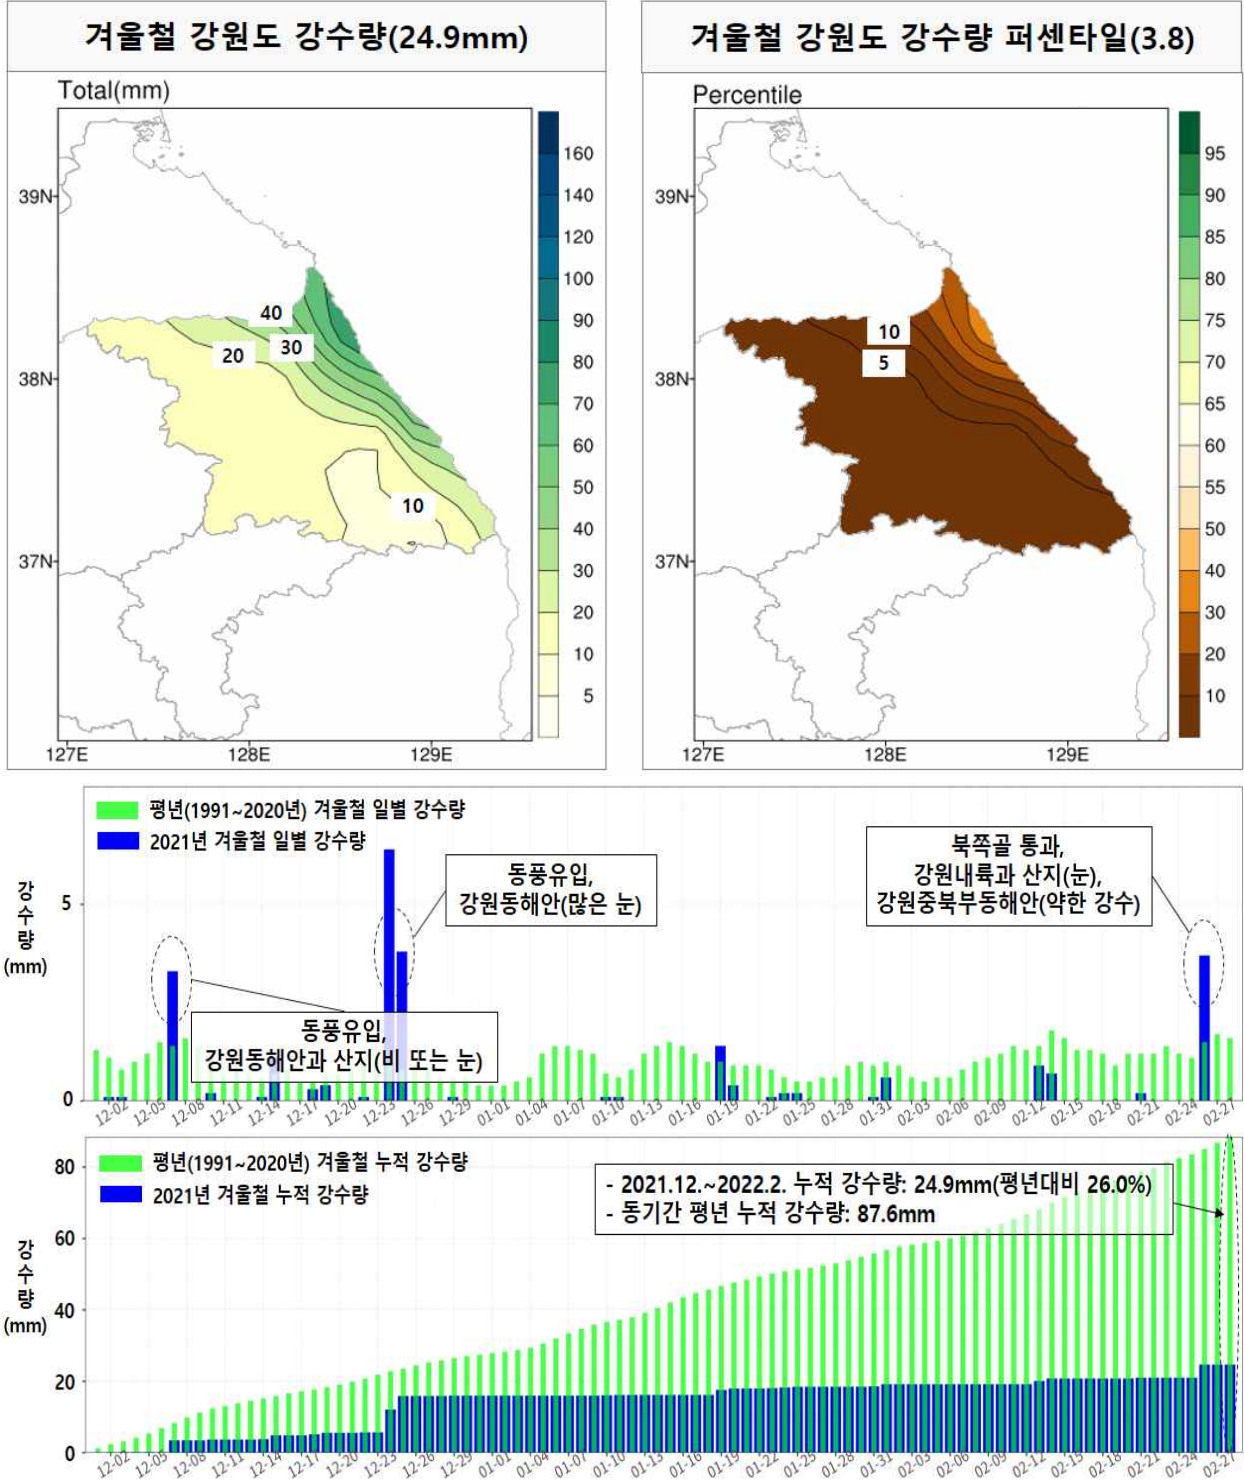 겨울철 강원도 강수량(24.9mm)
겨울철 강원도 강수량 퍼센타일(3.8)
Total(mm)
39N
38N
37N
127E 128E 129E
40
30
20
10
160
140
120
100
90
80
70
60
50
40
30
20
10
5
Percentile
39N
38N
37N
127E 128E 129E
10
5
95
90
85
80
75
70
65
60
55
50
40
30
20
10
평년(1991~2020년) 겨울철 일별 강수량
2021년 겨울철 일별 강수량
강
수
량
(mm)
5
0
동풍유입,
강원동해안(많은 눈)
북쪽골 통과,
강원내륙과 산지(눈),
강원중북부동해안(약한 강수)
동풍유입,
강원동해안과 산지(비 또는 눈)
12-02 12-05 12-08 12-11 12-14 12-17 12-20 12-23 12-26 12-29 01-01 01-04 01-07 01-10 01-13 01-16 01-19 01-22 01-25 01-28 01-31 02-03 02-06 02-09 02-12 02-15 02-18 02-21 02-24 02-27
평년(1991~2020년) 겨울철 누적 강수량
2021년 겨울철 누적 강수량
강
수
량
(mm)
80
60
40
20
0
- 2021.12.~2022.2. 누적 강수량: 24.9mm(평년대비 26.0%)
- 동기간 평년 누적 강수량: 87.6mm
12-02 12-05 12-08 12-11 12-14 12-17 12-20 12-23 12-26 12-29 01-01 01-04 01-07 01-10 01-13 01-16 01-19 01-22 01-25 01-28 01-31 02-03 02-06 02-09 02-12 02-15 02-18 02-21 02-24 02-27